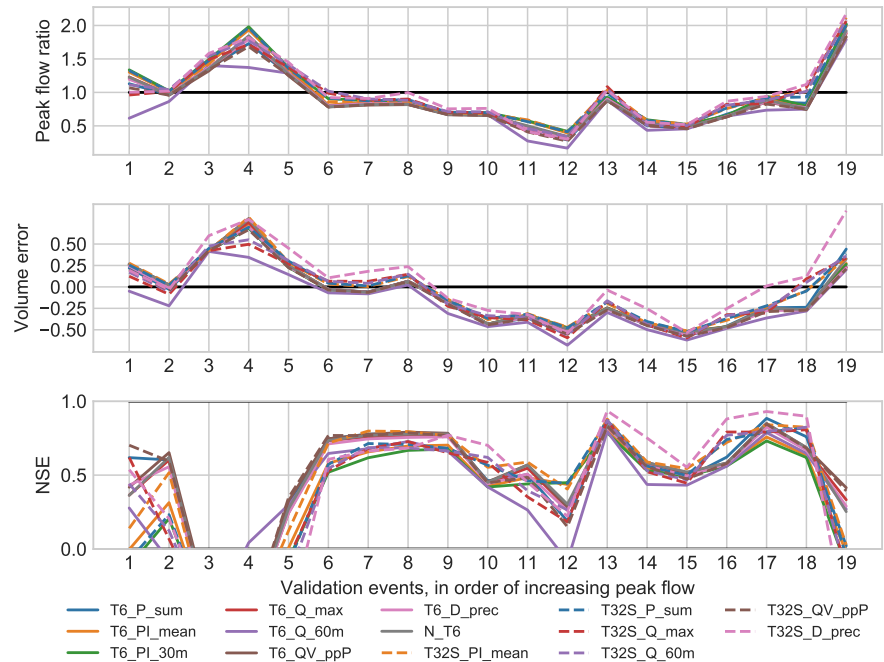 Peak flow ratio
2.0
1.5
1.0
0.5
1 2 3 4 5 6 7 8 9 10 11 12 13 14 15 16 17 18 19
Volume error
0.50
0.25
0.00
−0.25
−0.50
1 2 3 4 5 6 7 8 9 10 11 12 13 14 15 16 17 18 19
NSE
1.0
0.5
0.0
1 2 3 4 5 6 7 8 9 10 11 12 13 14 15 16 17 18 19
Validation events, in order of increasing peak flow
T6_P_sum T6_Q_max T6_D_prec T32S_P_sum T32S_QV_ppP
T6_PI_mean T6_Q_60m N_T6 T32S_Q_max T32S_D_prec
T6_PI_30m T6_QV_ppP T32S_PI_mean T32S_Q_60m